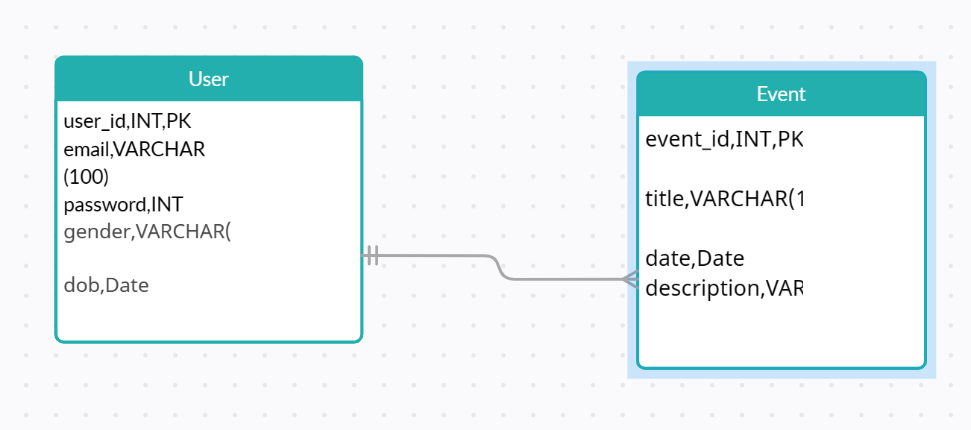 User
user_id,INT,PK
email,VARCHAR
(100)
password,INT
gender,VARCHAR(
dob,Date
Event
event_id,INT,PK
title,VARCHAR(1
date,Date
description,VAR